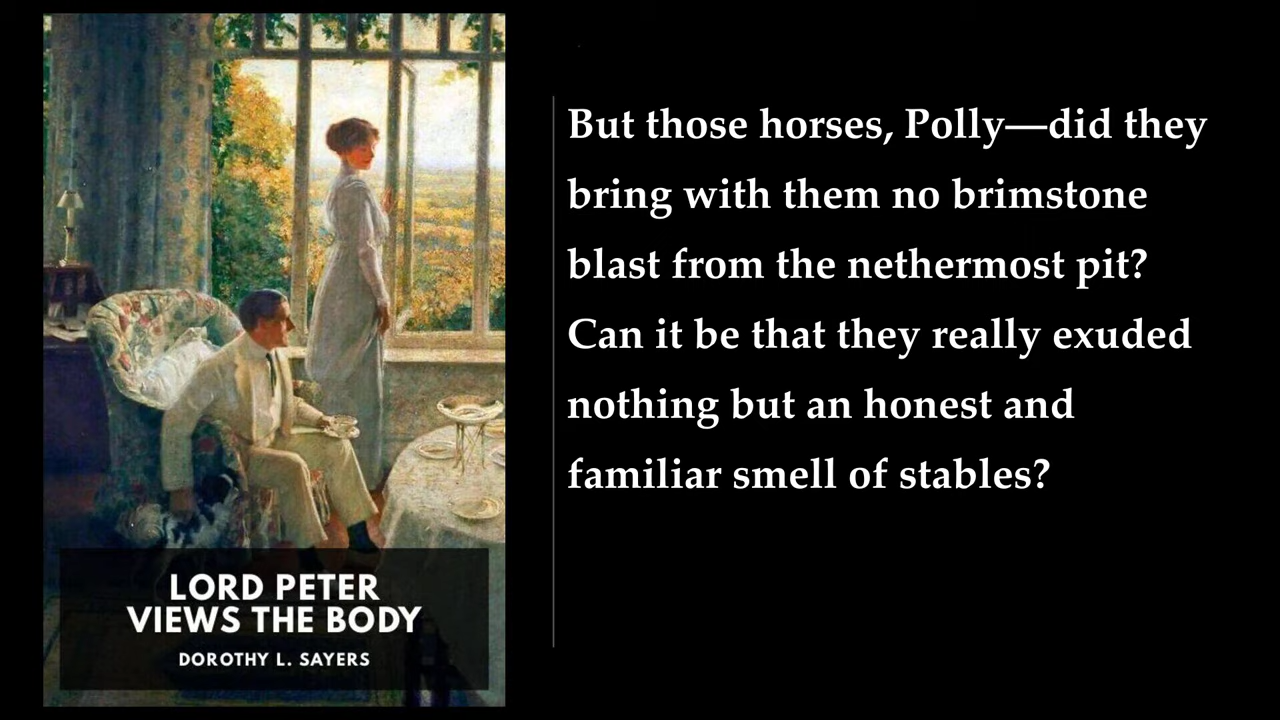 But those horses, Polly—did they
bring with them no brimstone
blast from the nethermost pit?
Can it be that they really exuded
nothing but an honest and
familiar smell of stables?
LORD PETER
VIEWS THE BODY
DOROTHY L. SAYERS